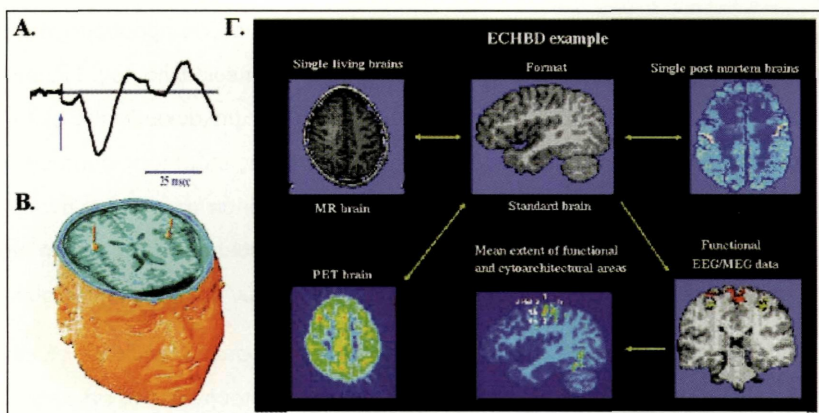 Α.
25 msec
Β.
Γ.
ECHBD example
Single living brains
Format
Single post mortem brains
MR brain
Standard brain
PET brain
Mean extent of functional
and cytoarchitectural areas
Functional
EEG/MEG data